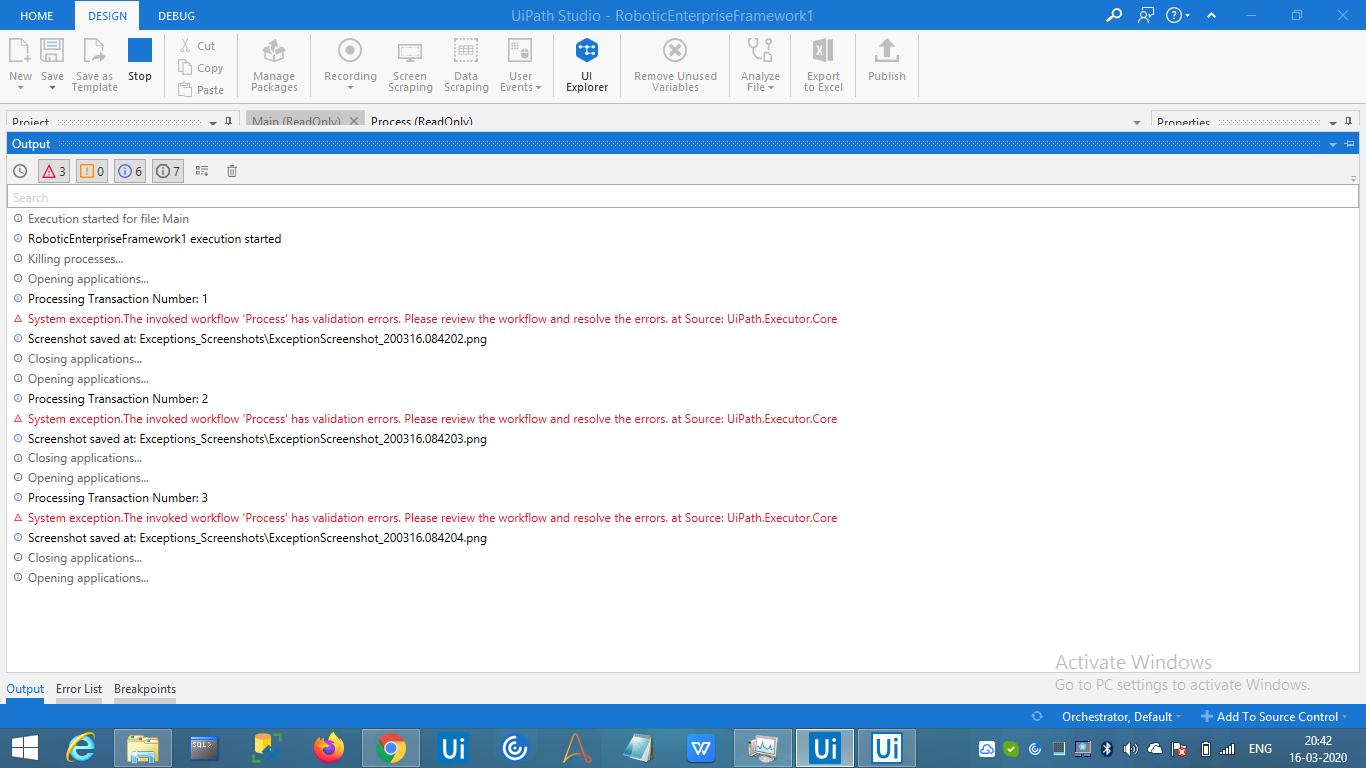 HOME DESIGN DEBUG UiPath Studio - RoboticEnterpriseFramework1
New Save Save as Template Stop Cut Copy Paste Manage Packages Recording Screen Scraping Data Scraping User Events UI Explorer Remove Unused Variables Analyze File Export to Excel Publish
Project Main (ReadOnly) Process (ReadOnly) Properties
Output
3 0 6 7
Search
Execution started for file: Main
RoboticEnterpriseFramework1 execution started
Killing processes...
Opening applications...
Processing Transaction Number: 1
System exception.The invoked workflow 'Process' has validation errors. Please review the workflow and resolve the errors. at Source: UiPath.Executor.Core
Screenshot saved at: Exceptions_Screenshots\ExceptionScreenshot_200316.084202.png
Closing applications...
Opening applications...
Processing Transaction Number: 2
System exception.The invoked workflow 'Process' has validation errors. Please review the workflow and resolve the errors. at Source: UiPath.Executor.Core
Screenshot saved at: Exceptions_Screenshots\ExceptionScreenshot_200316.084203.png
Closing applications...
Opening applications...
Processing Transaction Number: 3
System exception.The invoked workflow 'Process' has validation errors. Please review the workflow and resolve the errors. at Source: UiPath.Executor.Core
Screenshot saved at: Exceptions_Screenshots\ExceptionScreenshot_200316.084204.png
Closing applications...
Opening applications...
Activate Windows
Go to PC settings to activate Windows.
Output Error List Breakpoints
Orchestrator, Default Add To Source Control
SQL> Ui W Ui Ui ENG 20:42
16-03-2020